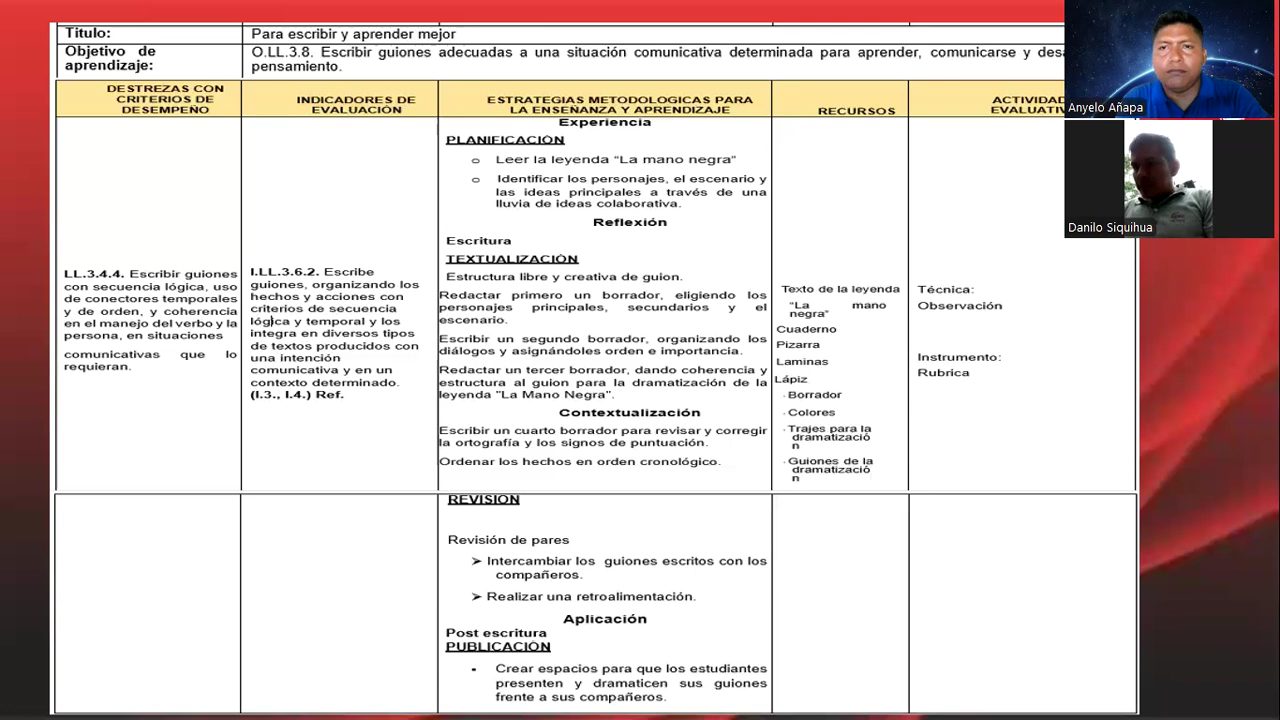 Titulo:
Para escribir y aprender mejor
Objetivo de
aprendizaje:
O.LL.3.8. Escribir guiones adecuadas a una situación comunicativa determinada para aprender, comunicarse y
pensamiento.
DESTREZAS CON
CRITERIOS DE
DESEMPEÑO
INDICADORES DE
EVALUACIÓN
ESTRATEGIAS METODOLOGICAS PARA
LA ENSEÑANZA Y APRENDIZAJE
RECURSOS
LL.3.4.4. Escribir guiones
con secuencia lógica, uso
de conectores temporales
y de orden, y coherencia
en el manejo del verbo y la
persona, en situaciones
comunicativas que lo
requieran.
I.LL.3.6.2. Escribe
guiones, organizando los
hechos y acciones con
criterios de secuencia
lógica y temporal y los
integra en diversos tipos
de textos producidos con
una intención
comunicativa y en un
contexto determinado.
(I.3., I.4.) Ref.
Experiencia
PLANIFICACIÓN
o Leer la leyenda "La mano negra"
o Identificar los personajes, el escenario y
las ideas principales a través de una
lluvia de ideas colaborativa.
Reflexión
Escritura
TEXTUALIZACIÓN
Estructura libre y creativa de guion.
Redactar primero un borrador, eligiendo los
personajes principales, secundarios y el
escenario.
Escribir un segundo borrador, organizando los
diálogos y asignándoles orden e importancia.
Redactar un tercer borrador, dando coherencia y
estructura al guion para la dramatización de la
leyenda "La Mano Negra".
Contextualización
Escribir un cuarto borrador para revisar y corregir
la ortografía y los signos de puntuación.
Ordenar los hechos en orden cronológico.
Texto de la leyenda
"La mano
negra"
Cuaderno
Pizarra
Laminas
Lápiz
· Borrador
· Colores
· Trajes para la
dramatizació
n
· Guiones de la
dramatizació
n
Técnica:
Observación
Instrumento:
Rubrica
REVISION
Revisión de pares
➤ Intercambiar los guiones escritos con los
compañeros.
➤ Realizar una retroalimentación.
Aplicación
Post escritura
PUBLICACIÓN
▪ Crear espacios para que los estudiantes
presenten y dramaticen sus guiones
frente a sus compañeros.
Anyelo Añapa
Danilo Siquihua